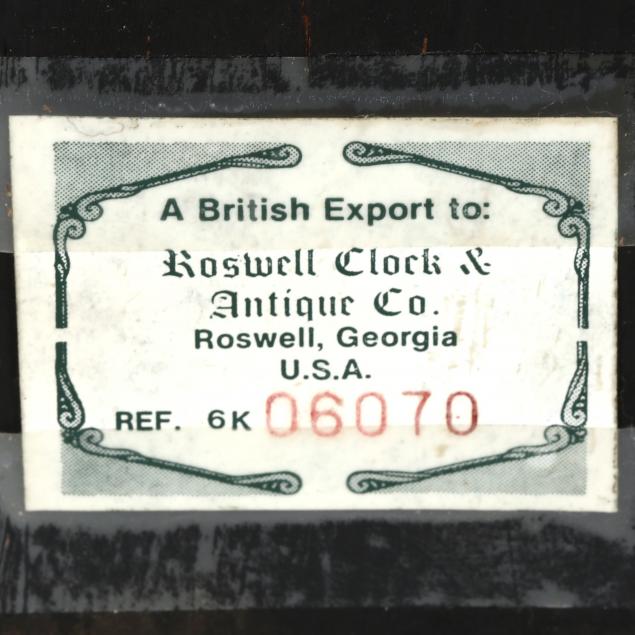 A British Export to:
Roswell Clock &
Antique Co.
Roswell, Georgia
U.S.A.
REF. 6K 06070